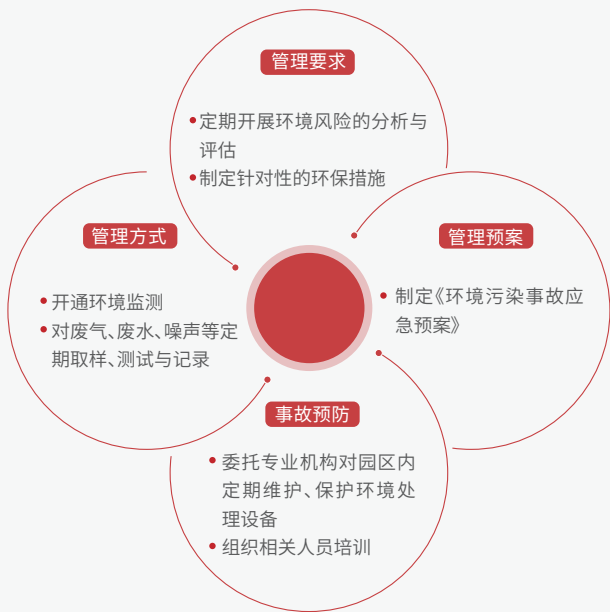 管理要求
•定期开展环境风险的分析与
评估
•制定针对性的环保措施
管理方式
•开通环境监测
•对废气、废水、噪声等定
期取样、测试与记录
管理预案
•制定《环境污染事故应
急预案》
事故预防
•委托专业机构对园区内
定期维护、保护环境处
理设备
•组织相关人员培训